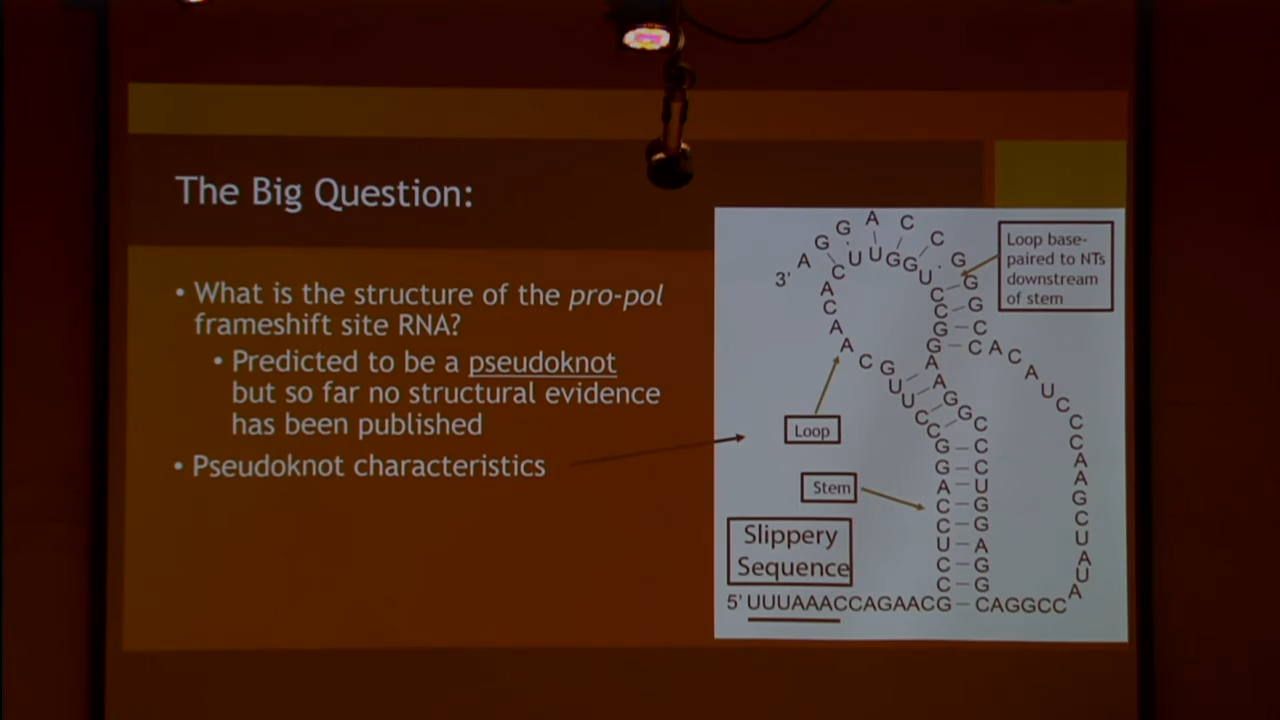 The Big Question:
• What is the structure of the pro-pol
frameshift site RNA?
• Predicted to be a pseudoknot
but so far no structural evidence
has been published
• Pseudoknot characteristics
Loop base-
paired to NTs
downstream
of stem
Loop
Stem
Slippery
Sequence
3'
5' UUUAAACCAGAACG – CAGGCC